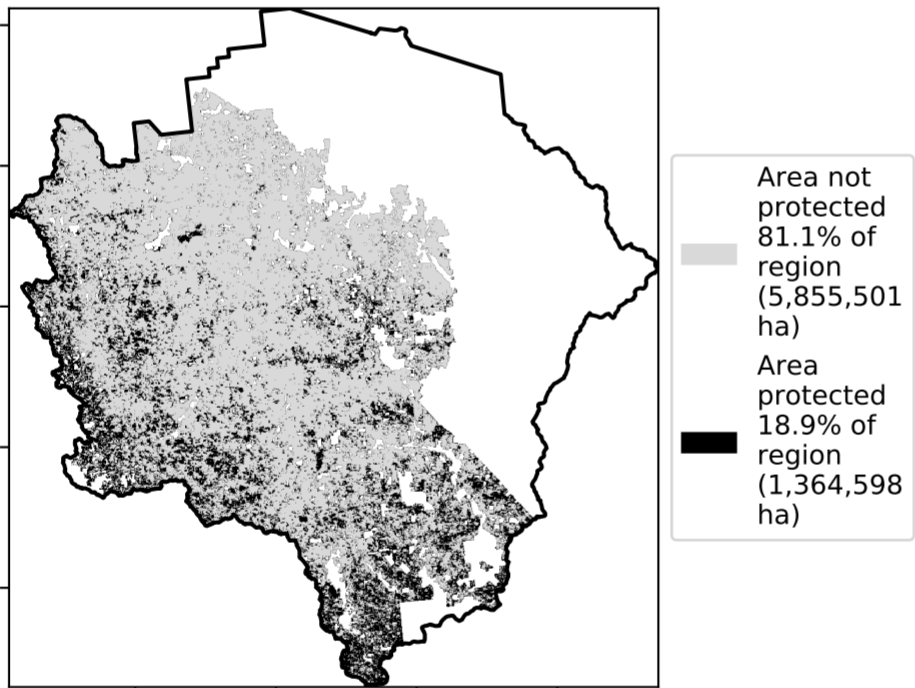 Area not
protected
81.1% of
region
(5,855,501
ha)
Area
protected
18.9% of
region
(1,364,598
ha)